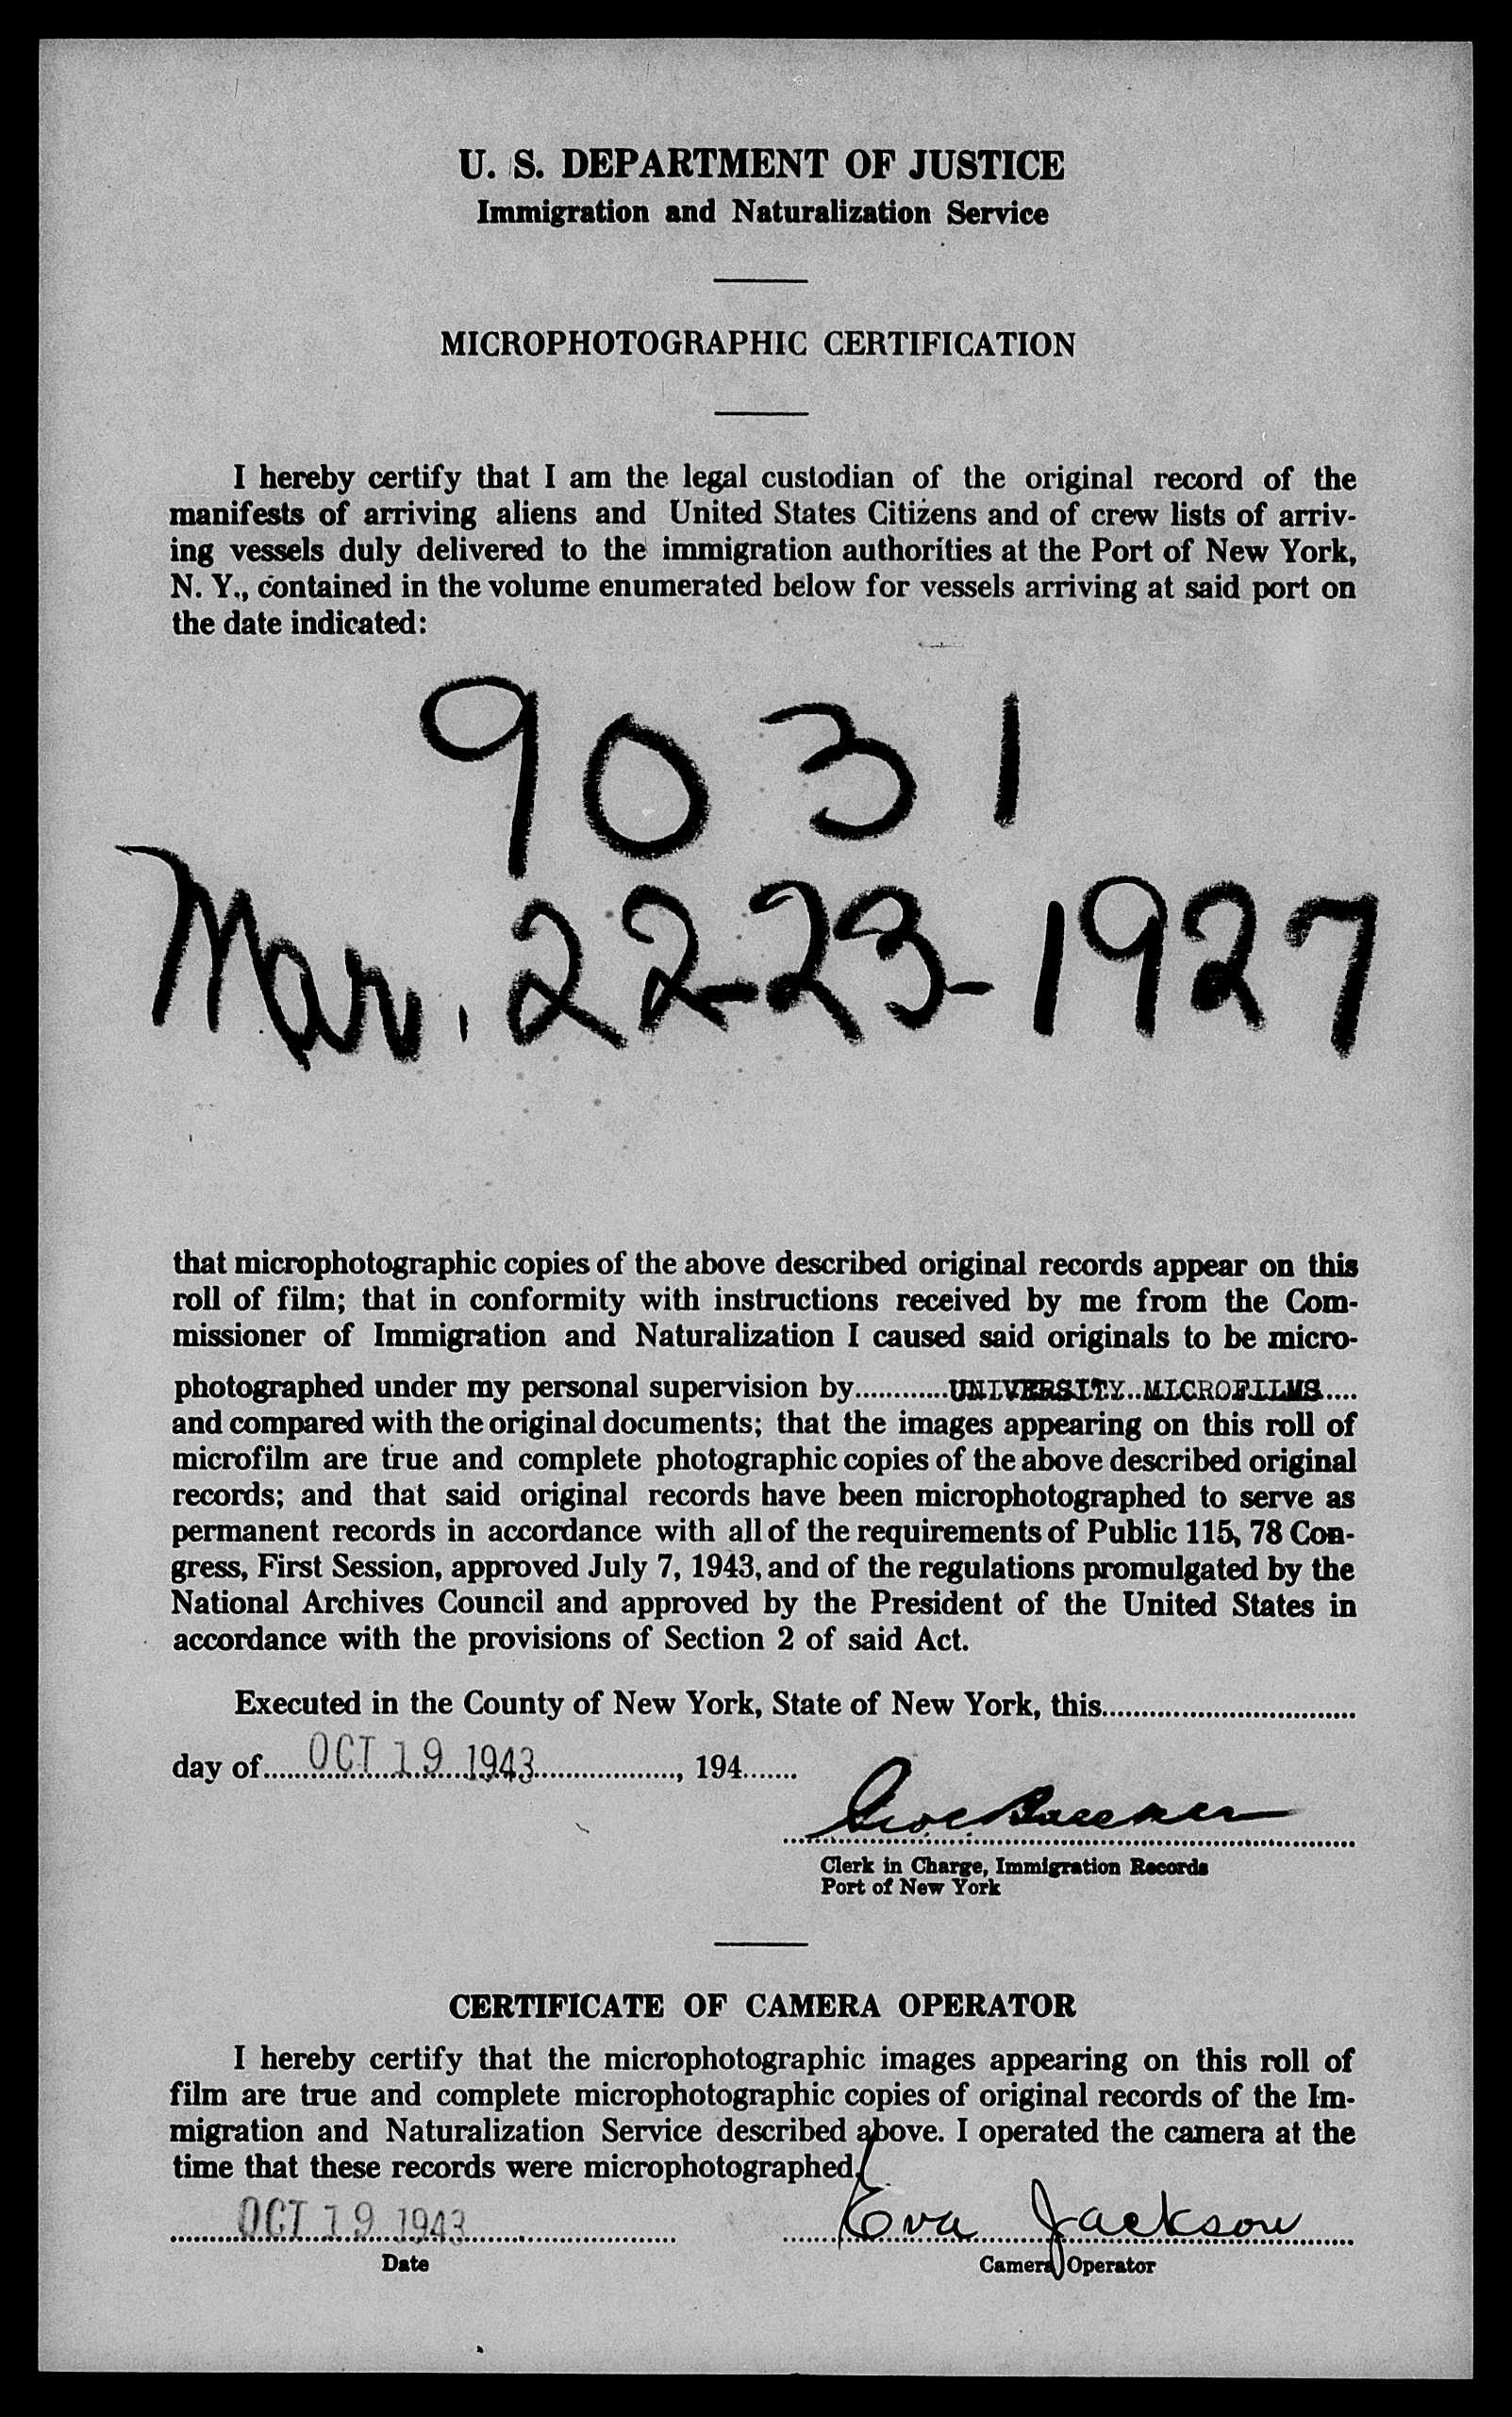 U. S. DEPARTMENT OF JUSTICE
Immigration and Naturalization Service
MICROPHOTOGRAPHIC CERTIFICATION
I hereby certify that I am the legal custodian of the original record of the
manifests of arriving aliens and United States Citizens and of crew lists of arriv-
ing vessels duly delivered to the immigration authorities at the Port of New York,
N. Y., contained in the volume enumerated below for vessels arriving at said port on
the date indicated:
9031
Mar. 22-23-1927
that microphotographic copies of the above described original records appear on this
roll of film; that in conformity with instructions received by me from the Com-
missioner of Immigration and Naturalization I caused said originals to be micro-
photographed under my personal supervision by............UNIVERSITY MICROFILMS....
and compared with the original documents; that the images appearing on this roll of
microfilm are true and complete photographic copies of the above described original
records; and that said original records have been microphotographed to serve as
permanent records in accordance with all of the requirements of Public 115, 78 Con-
gress, First Session, approved July 7, 1943, and of the regulations promulgated by the
National Archives Council and approved by the President of the United States in
accordance with the provisions of Section 2 of said Act.
Executed in the County of New York, State of New York, this................................
day of......OCT 19 1943.................., 194.......
Clerk in Charge, Immigration Records
Port of New York
CERTIFICATE OF CAMERA OPERATOR
I hereby certify that the microphotographic images appearing on this roll of
film are true and complete microphotographic copies of original records of the Im-
migration and Naturalization Service described above. I operated the camera at the
time that these records were microphotographed.
OCT 19 1943 Eva Jackson
Date Camera Operator